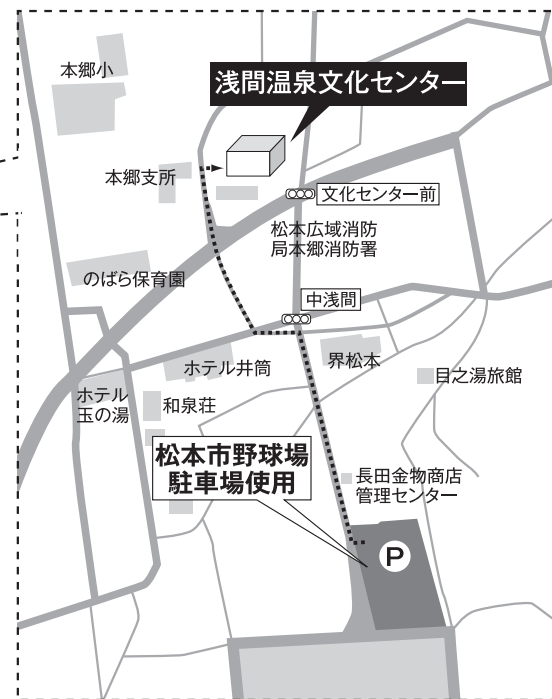 本郷小
浅間温泉文化センター
本郷支所
文化センター前
松本広域消防
局本郷消防署
のばら保育園
中浅間
ホテル井筒
界松本
目之湯旅館
ホテル
玉の湯
和泉荘
松本市野球場
駐車場使用
長田金物商店
管理センター
P